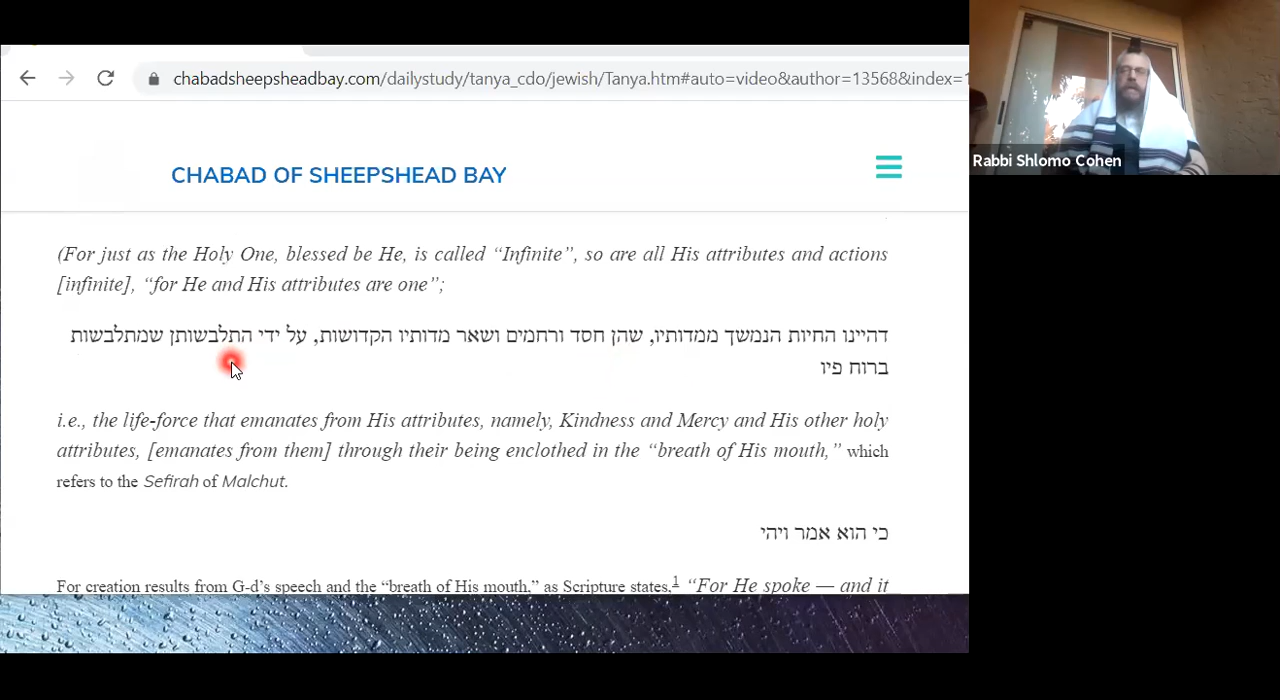 chabadsheepsheadbay.com/dailystudy/tanya_cdo/jewish/Tanya.htm#auto=video&author=13568&index=1
Rabbi Shlomo Cohen
CHABAD OF SHEEPSHEAD BAY
(For just as the Holy One, blessed be He, is called “Infinite”, so are all His attributes and actions
[infinite], “for He and His attributes are one”;
דהיינו החיות הנמשך ממדותיו, שהן חסד ורחמים ושאר מדותיו הקדושות, על ידי התלבשותן שמתלבשות
ברוח פיו
i.e., the life-force that emanates from His attributes, namely, Kindness and Mercy and His other holy
attributes, [emanates from them] through their being enclothed in the “breath of His mouth,” which
refers to the Sefirah of Malchut.
כי הוא אמר ויהי
For creation results from G-d’s speech and the “breath of His mouth,” as Scripture states,1 “For He spoke — and it